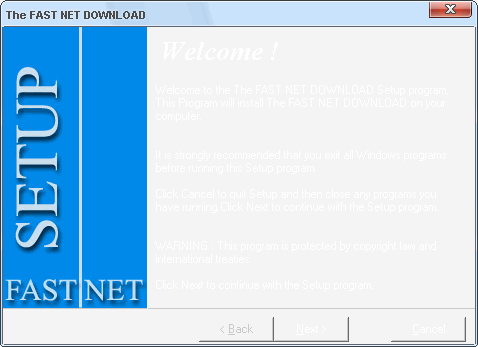 The FAST NET DOWNLOAD
SETUP
FAST NET
Welcome !
Welcome to the The FAST NET DOWNLOAD Setup program.
This Program will install The FAST NET DOWNLOAD on your
computer
It is strongly recommended that you exit all Windows programs
before running this Setup program.
Click Cancel to quit Setup and then close any programs you
have running Click Next to continue with the Setup program.
WARNING : This program is protected by copyright law and
international treaties.
Click Next to continue with the Setup program.
< Back
Next >
Cancel